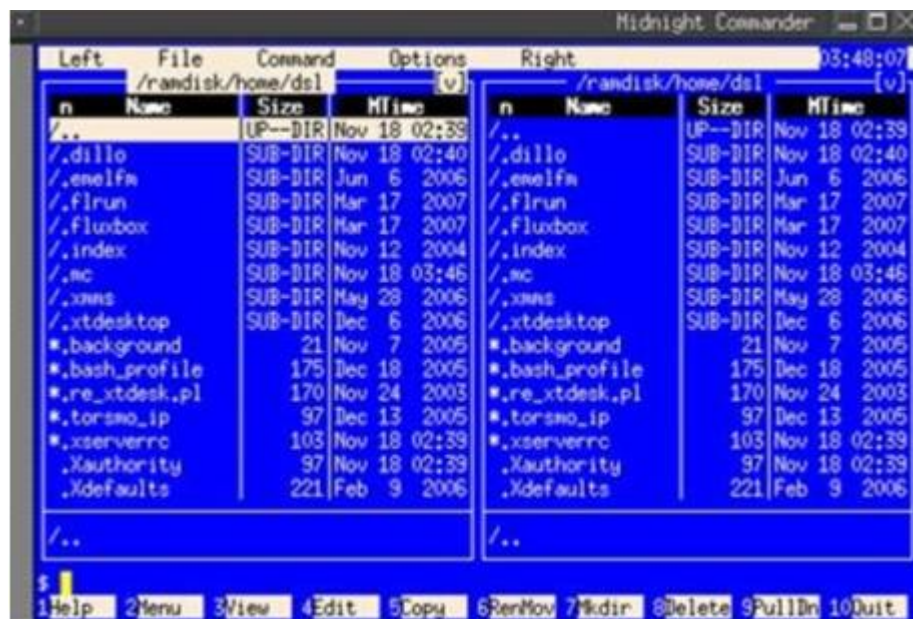 Midnight Commander
Left File Command Options Right 03:48:07
/ramdisk/home/dsl [v] /ramdisk/home/dsl [v]
n Name Size MTime n Name Size MTime
/.. UP--DIR Nov 18 02:39 /.. UP--DIR Nov 18 02:39
/.dillo SUB-DIR Nov 18 02:40 /.dillo SUB-DIR Nov 18 02:40
/.emelfm SUB-DIR Jun 6 2006 /.emelfm SUB-DIR Jun 6 2006
/.flrun SUB-DIR Mar 17 2007 /.flrun SUB-DIR Mar 17 2007
/.fluxbox SUB-DIR Mar 17 2007 /.fluxbox SUB-DIR Mar 17 2007
/.index SUB-DIR Nov 12 2004 /.index SUB-DIR Nov 12 2004
/.mc SUB-DIR Nov 18 03:46 /.mc SUB-DIR Nov 18 03:46
/.xmms SUB-DIR May 28 2006 /.xmms SUB-DIR May 28 2006
/.xtdesktop SUB-DIR Dec 6 2006 /.xtdesktop SUB-DIR Dec 6 2006
*.background 21 Nov 7 2005 *.background 21 Nov 7 2005
*.bash_profile 175 Dec 18 2005 *.bash_profile 175 Dec 18 2005
*.re_xtdesk.pl 170 Nov 24 2003 *.re_xtdesk.pl 170 Nov 24 2003
*.torsmo_ip 97 Dec 13 2005 *.torsmo_ip 97 Dec 13 2005
*.xserverrc 103 Nov 18 02:39 *.xserverrc 103 Nov 18 02:39
.Xauthority 97 Nov 18 02:39 .Xauthority 97 Nov 18 02:39
.Xdefaults 221 Feb 9 2006 .Xdefaults 221 Feb 9 2006
/.. /..
$
1Help 2Menu 3View 4Edit 5Copy 6RenMov 7Mkdir 8Delete 9PullDn 10Quit